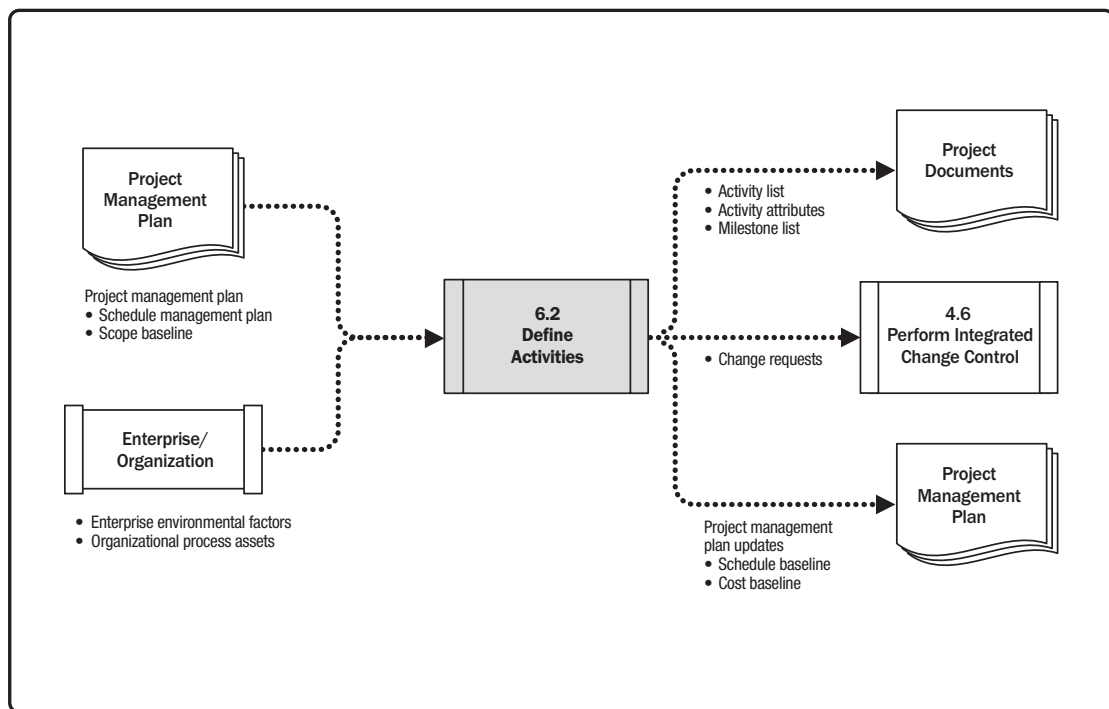 Project
Management
Plan
Project management plan
• Schedule management plan
• Scope baseline
Enterprise/
Organization
• Enterprise environmental factors
• Organizational process assets
6.2
Define
Activities
• Activity list
• Activity attributes
• Milestone list
Project
Documents
• Change requests
4.6
Perform Integrated
Change Control
Project management
plan updates
• Schedule baseline
• Cost baseline
Project
Management
Plan